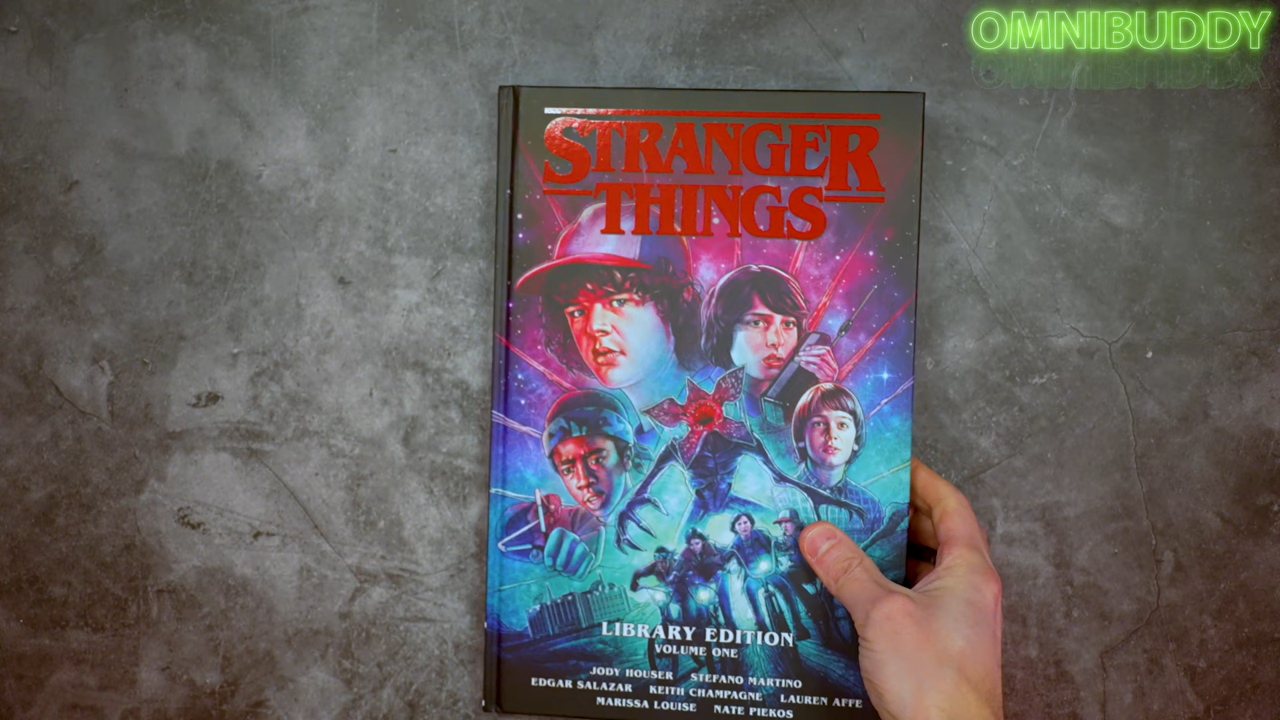 OMNIBUDDY
STRANGER
THINGS
LIBRARY EDITION
VOLUME ONE
JODY HOUSER STEFANO MARTINO
EDGAR SALAZAR KEITH CHAMPAGNE LAUREN AFFE
MARISSA LOUISE NATE PIEKOS